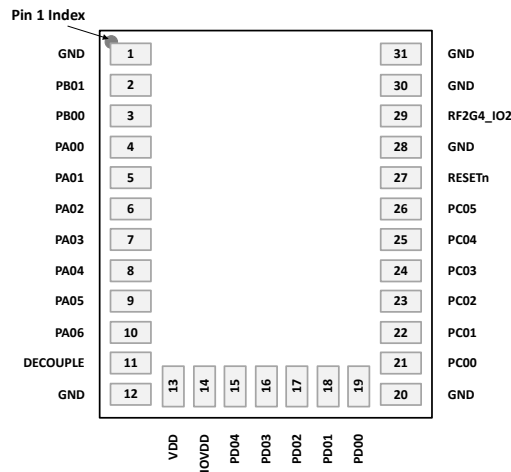 Pin 1 Index
GND 1 31 GND
PB01 2 30 GND
PB00 3 29 RF2G4_IO2
PA00 4 28 GND
PA01 5 27 RESETn
PA02 6 26 PC05
PA03 7 25 PC04
PA04 8 24 PC03
PA05 9 23 PC02
PA06 10 22 PC01
DECOUPLE 11 21 PC00
GND 12 13 14 15 16 17 18 19 20 GND
VDD IOVDD PD04 PD03 PD02 PD01 PD00